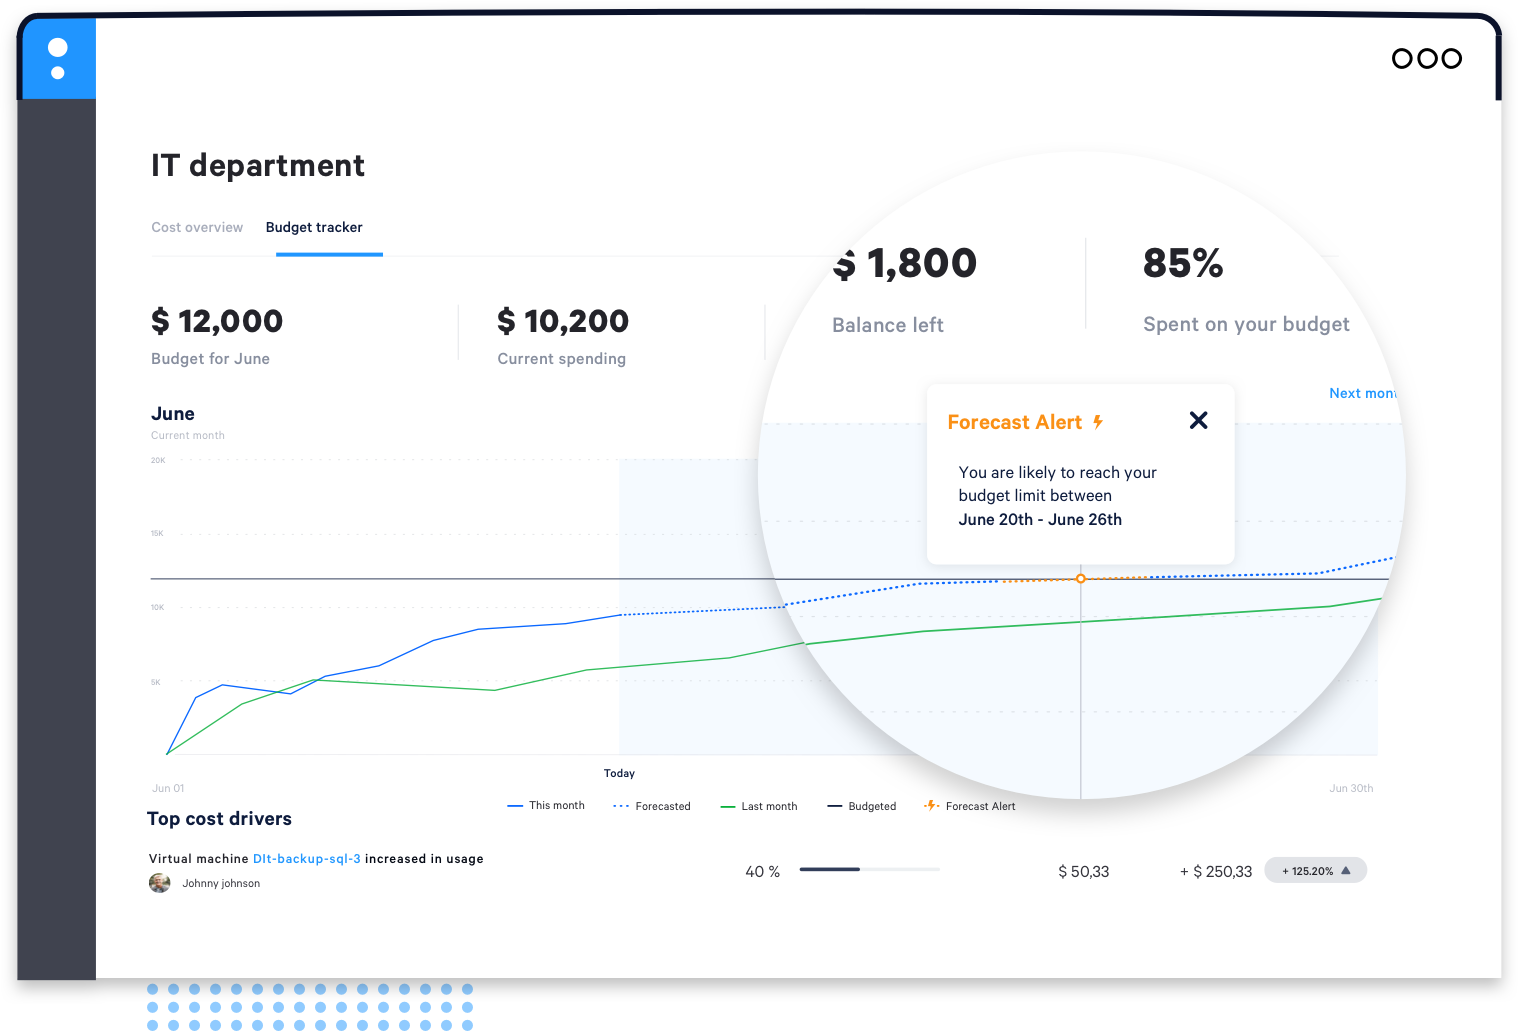 IT department
Cost overview Budget tracker
$ 12,000
Budget for June
$ 10,200
Current spending
$ 1,800
Balance left
85%
Spent on your budget
June
Current month
Next mont
Forecast Alert
You are likely to reach your
budget limit between
June 20th - June 26th
20K
15K
10K
5K
Today
Jun 01
Jun 30th
This month Forecasted Last month Budgeted Forecast Alert
Top cost drivers
Virtual machine DIt-backup-sql-3 increased in usage
Johnny johnson
40 % $ 50,33 + $ 250,33 + 125.20%